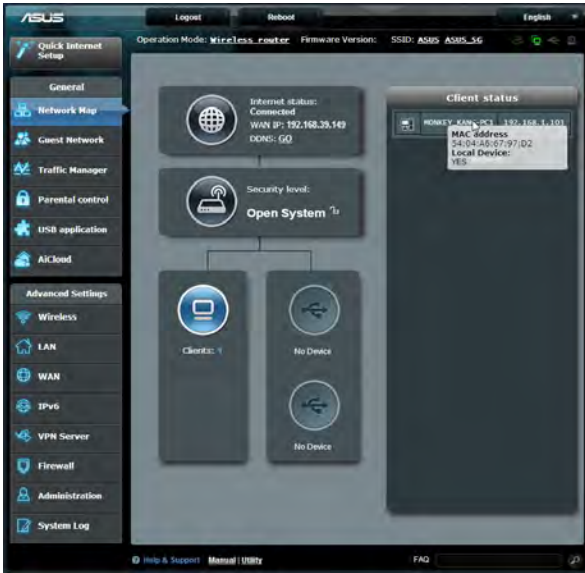 ASUS
Logout
Reboot
English
Operation Mode: Wireless router Firmware Version: SSID: ASUS ASUS_5G
Quick Internet
Setup
General
Network Map
Guest Network
Traffic Manager
Parental control
USB application
AiCloud
Advanced Settings
Wireless
LAN
WAN
IPv6
VPN Server
Firewall
Administration
System Log
Internet status:
Connected
WAN IP: 192.168.39.149
DDNS: GO
Security level:
Open System
Clients: 1
No Device
No Device
Client status
MONKEY_KANG-PC1 192.168.1.101
MAC address
54:04:A6:67:97:D2
Local Device:
YES
Help & Support Manual | Utility
FAQ